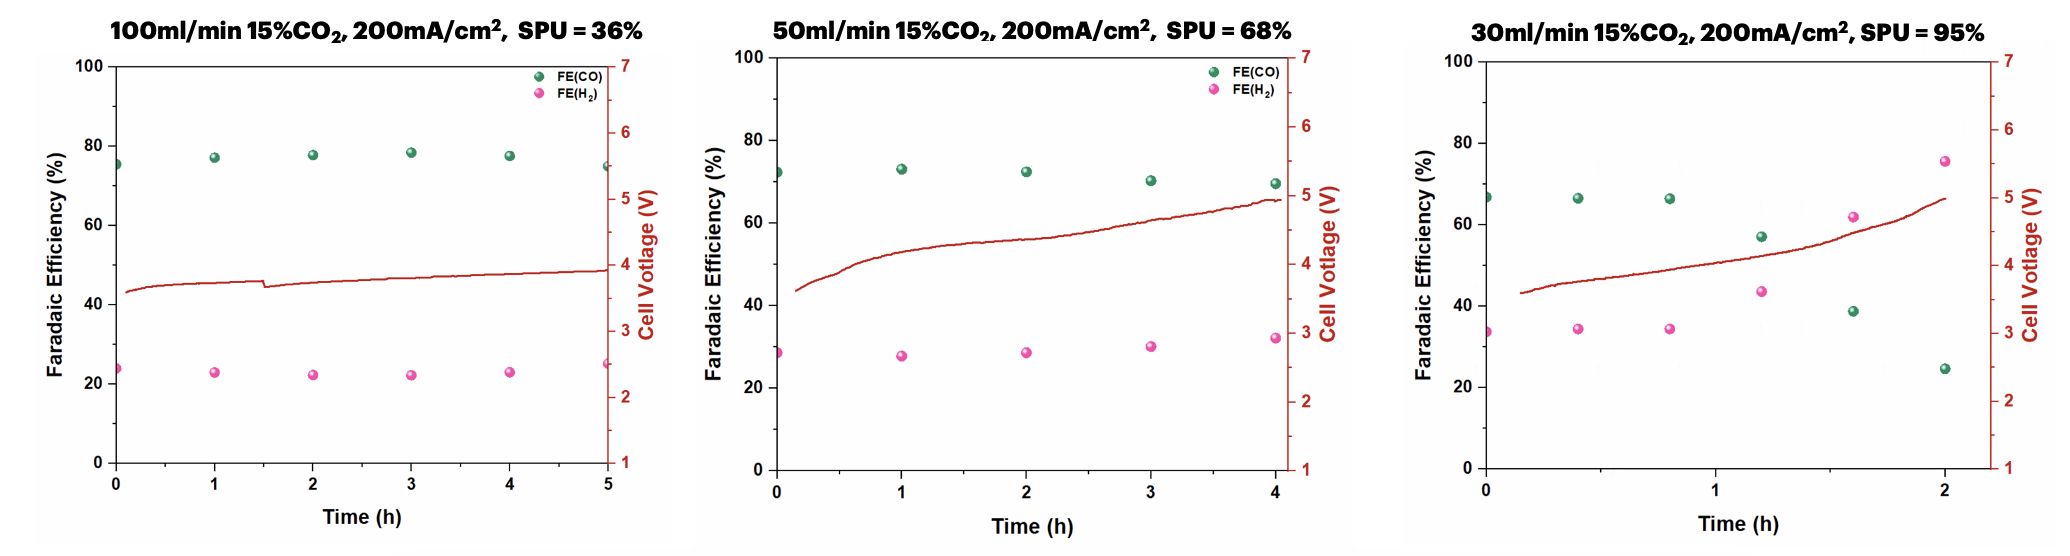 100ml/min 15%CO₂, 200mA/cm², SPU = 36%
100
80
60
40
20
0
Faradaic Efficiency (%)
FE(CO)
FE(H₂)
7
6
5
4
3
2
1
Cell Votlage (V)
0 1 2 3 4 5
Time (h)
50ml/min 15%CO₂, 200mA/cm², SPU = 68%
100
80
60
40
20
0
Faradaic Efficiency (%)
FE(CO)
FE(H₂)
7
6
5
4
3
2
1
Cell Votlage (V)
0 1 2 3 4
Time (h)
30ml/min 15%CO₂, 200mA/cm², SPU = 95%
100
80
60
40
20
0
Faradaic Efficiency (%)
7
6
5
4
3
2
1
Cell Votlage (V)
0 1 2
Time (h)